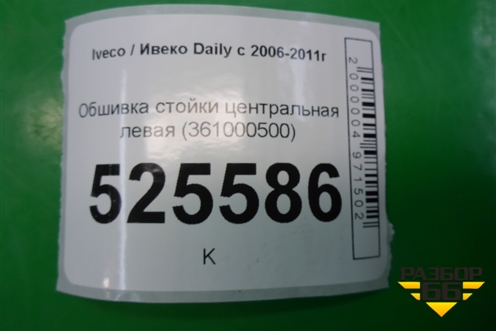 Iveco / Ивеко Daily с 2006-2011г
Обшивка стойки центральная
левая (361000500)
525586
К
2000004971502
РАЗБОР
66